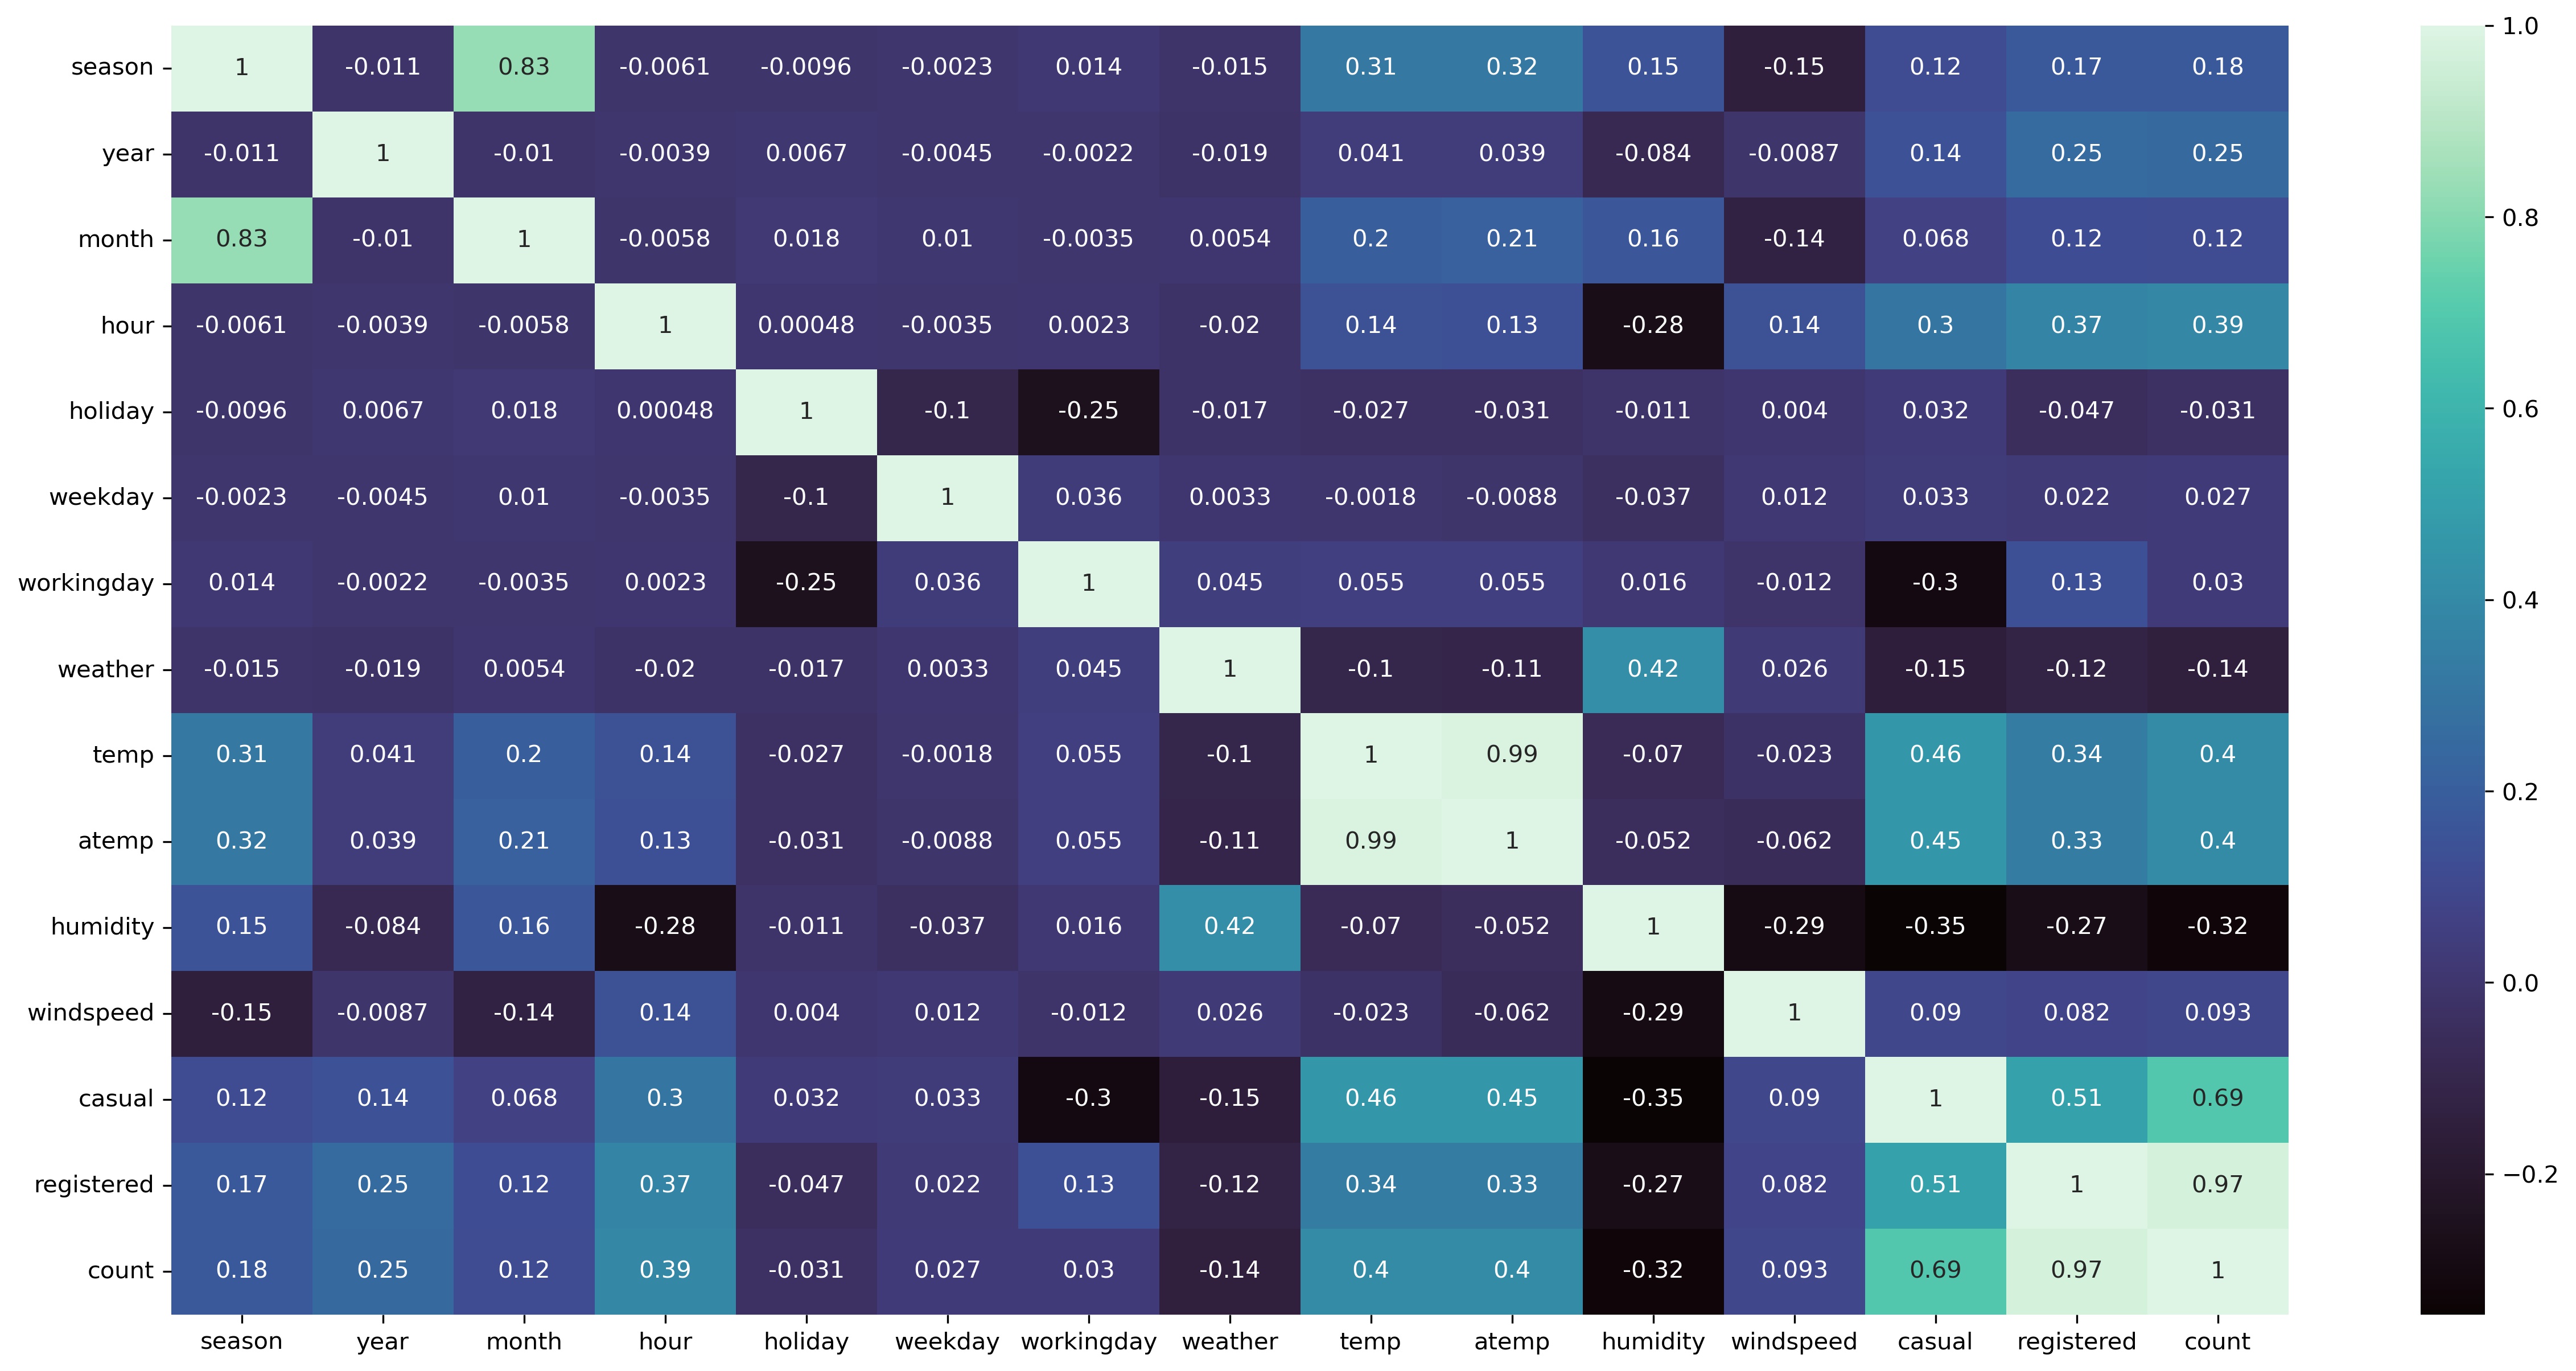 season 1 -0.011 0.83 -0.0061 -0.0096 -0.0023 0.014 -0.015 0.31 0.32 0.15 -0.15 0.12 0.17 0.18
year -0.011 1 -0.01 -0.0039 0.0067 -0.0045 -0.0022 -0.019 0.041 0.039 -0.084 -0.0087 0.14 0.25 0.25
month 0.83 -0.01 1 -0.0058 0.018 0.01 -0.0035 0.0054 0.2 0.21 0.16 -0.14 0.068 0.12 0.12
hour -0.0061 -0.0039 -0.0058 1 0.00048 -0.0035 0.0023 -0.02 0.14 0.13 -0.28 0.14 0.3 0.37 0.39
holiday -0.0096 0.0067 0.018 0.00048 1 -0.1 -0.25 -0.017 -0.027 -0.031 -0.011 0.004 0.032 -0.047 -0.031
weekday -0.0023 -0.0045 0.01 -0.0035 -0.1 1 0.036 0.0033 -0.0018 -0.0088 -0.037 0.012 0.033 0.022 0.027
workingday 0.014 -0.0022 -0.0035 0.0023 -0.25 0.036 1 0.045 0.055 0.055 0.016 -0.012 -0.3 0.13 0.03
weather -0.015 -0.019 0.0054 -0.02 -0.017 0.0033 0.045 1 -0.1 -0.11 0.42 0.026 -0.15 -0.12 -0.14
temp 0.31 0.041 0.2 0.14 -0.027 -0.0018 0.055 -0.1 1 0.99 -0.07 -0.023 0.46 0.34 0.4
atemp 0.32 0.039 0.21 0.13 -0.031 -0.0088 0.055 -0.11 0.99 1 -0.052 -0.062 0.45 0.33 0.4
humidity 0.15 -0.084 0.16 -0.28 -0.011 -0.037 0.016 0.42 -0.07 -0.052 1 -0.29 -0.35 -0.27 -0.32
windspeed -0.15 -0.0087 -0.14 0.14 0.004 0.012 -0.012 0.026 -0.023 -0.062 -0.29 1 0.09 0.082 0.093
casual 0.12 0.14 0.068 0.3 0.032 0.033 -0.3 -0.15 0.46 0.45 -0.35 0.09 1 0.51 0.69
registered 0.17 0.25 0.12 0.37 -0.047 0.022 0.13 -0.12 0.34 0.33 -0.27 0.082 0.51 1 0.97
count 0.18 0.25 0.12 0.39 -0.031 0.027 0.03 -0.14 0.4 0.4 -0.32 0.093 0.69 0.97 1
season year month hour holiday weekday workingday weather temp atemp humidity windspeed casual registered count
1.0
0.8
0.6
0.4
0.2
0.0
−0.2